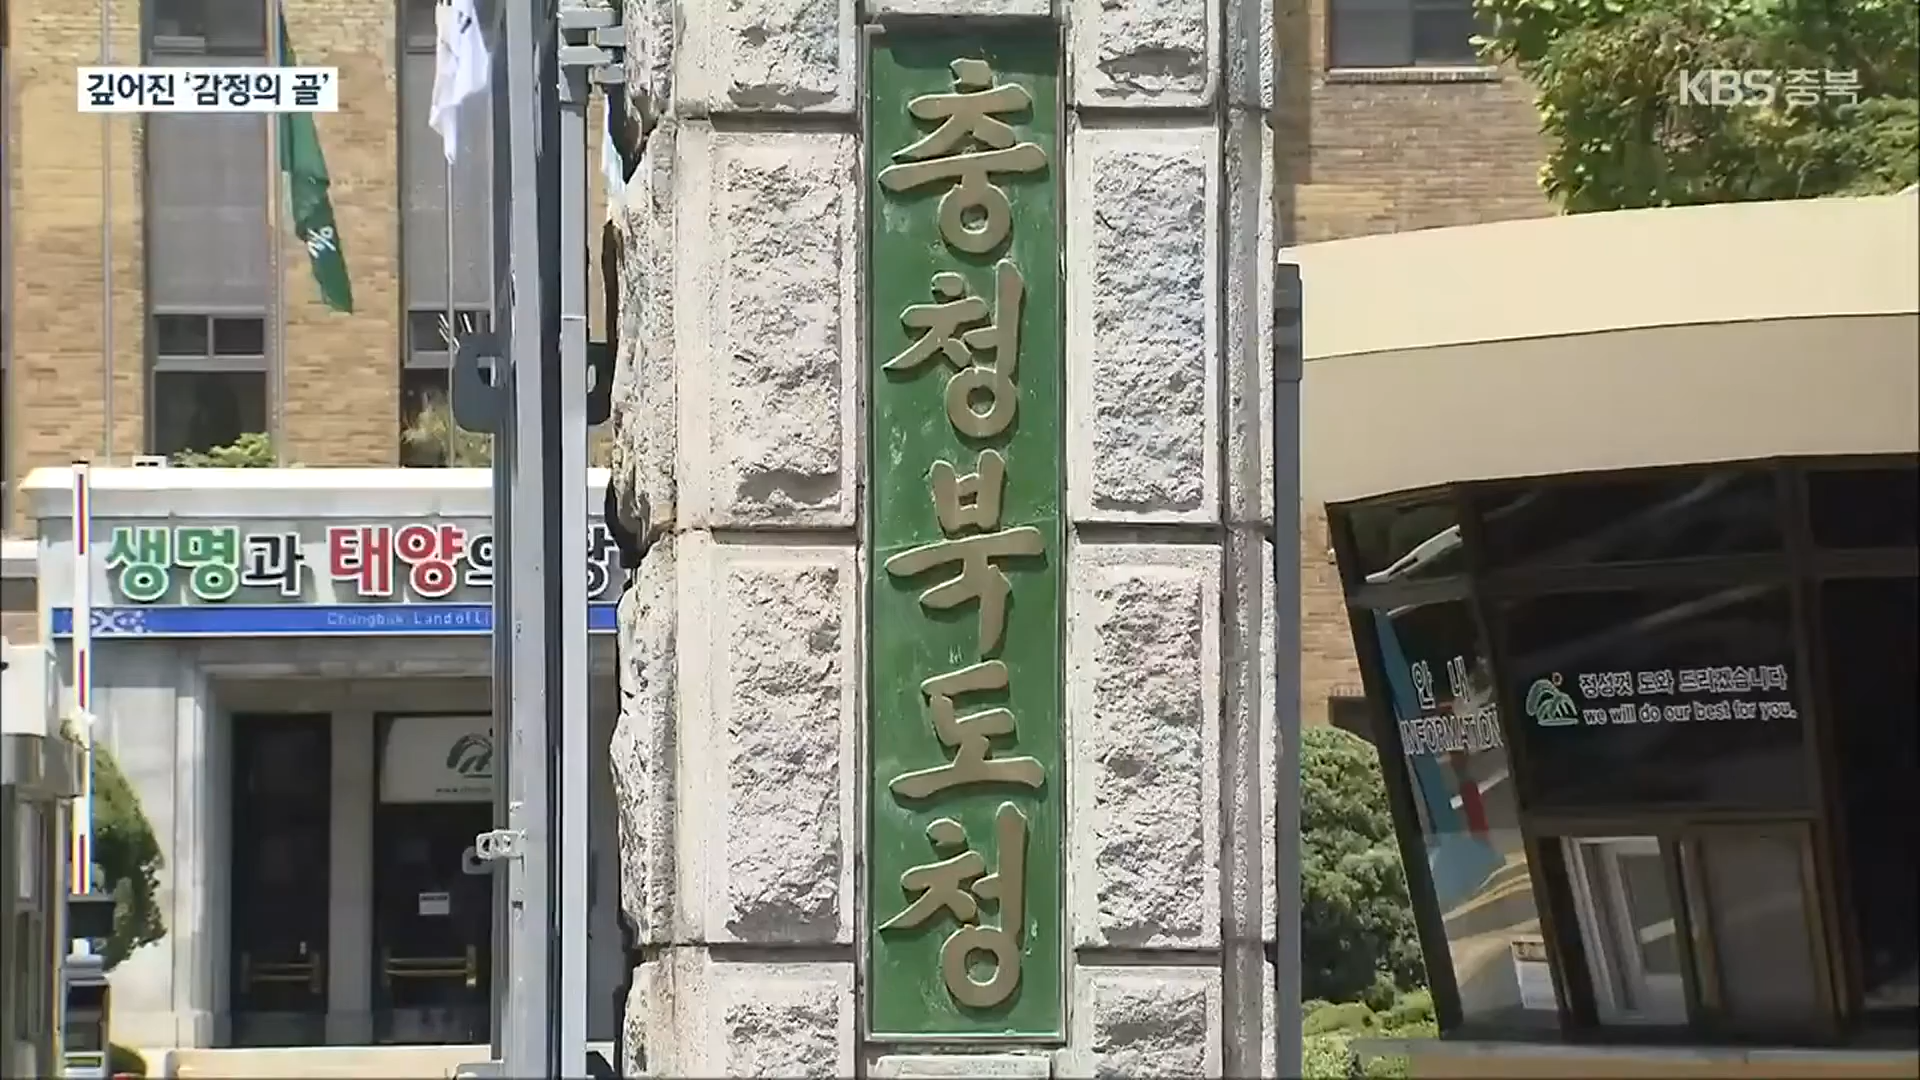 깊어진 '감정의 골'
KBS 충북
충청북도청
생명과 태양의 땅
Chungbuk, Land of Li
안 내
INFORMATION
정성껏 도와 드리겠습니다
we will do our best for you.